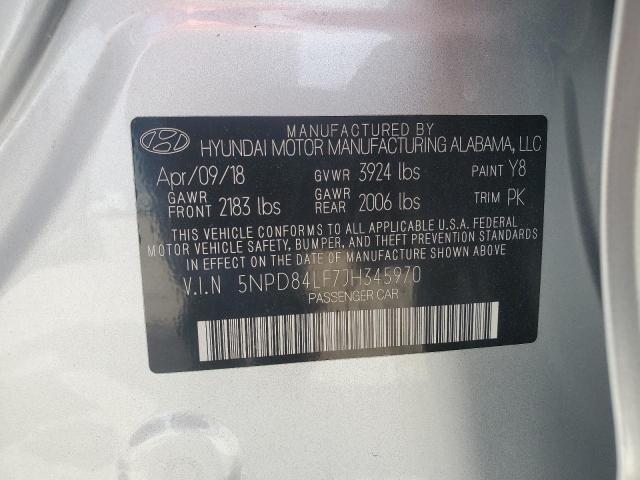 MANUFACTURED BY
HYUNDAI MOTOR MANUFACTURING ALABAMA, LLC
Apr/09/18 GVWR 3924 lbs PAINT Y8
GAWR FRONT 2183 lbs GAWR REAR 2006 lbs TRIM PK
THIS VEHICLE CONFORMS TO ALL APPLICABLE U.S.A. FEDERAL
MOTOR VEHICLE SAFETY, BUMPER, AND THEFT PREVENTION STANDARDS
IN EFFECT ON THE DATE OF MANUFACTURE SHOWN ABOVE.
V.I.N 5NPD84LF7JH345970
PASSENGER CAR